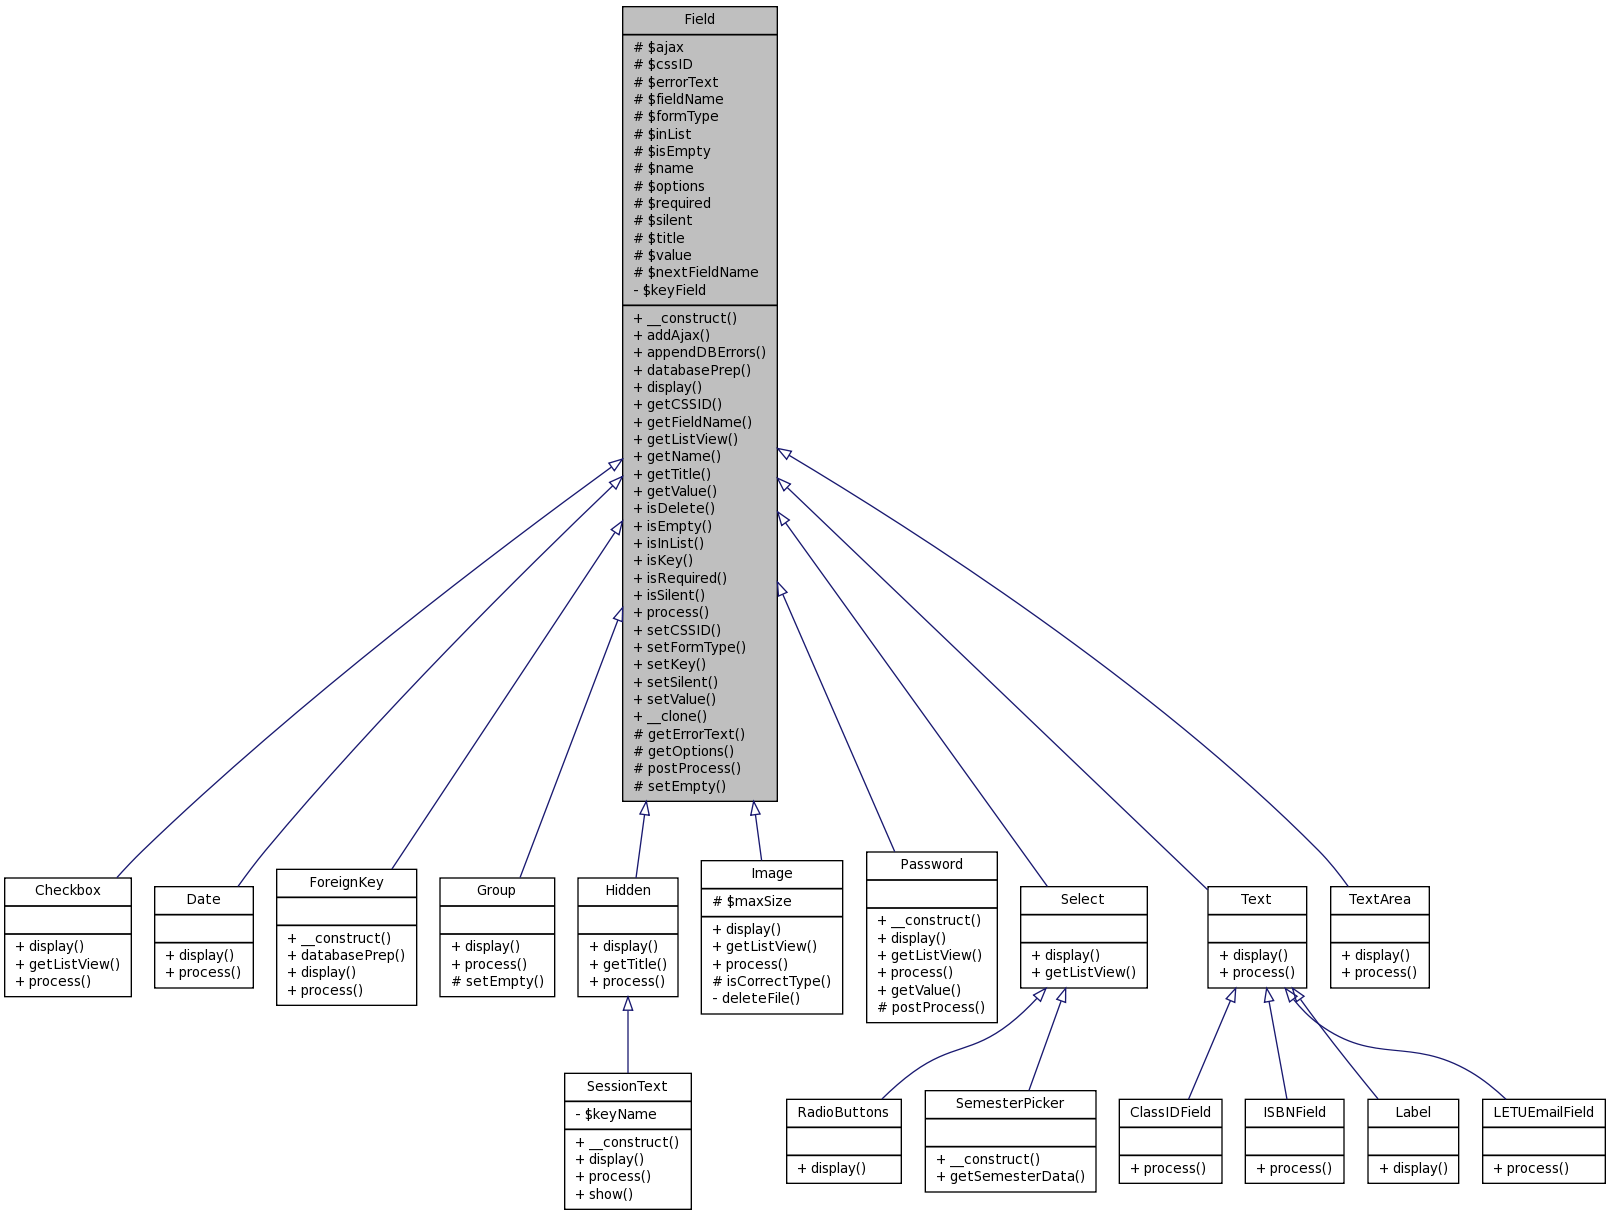 Field
# $ajax
# $cssID
# $errorText
# $fieldName
# $formType
# $inList
# $isEmpty
# $name
# $options
# $required
# $silent
# $title
# $value
# $nextFieldName
- $keyField
+ __construct()
+ addAjax()
+ appendDBErrors()
+ databasePrep()
+ display()
+ getCSSID()
+ getFieldName()
+ getListView()
+ getName()
+ getTitle()
+ getValue()
+ isDelete()
+ isEmpty()
+ isInList()
+ isKey()
+ isRequired()
+ isSilent()
+ process()
+ setCSSID()
+ setFormType()
+ setKey()
+ setSilent()
+ setValue()
+ __clone()
# getErrorText()
# getOptions()
# postProcess()
# setEmpty()
Checkbox
+ display()
+ getListView()
+ process()
Date
+ display()
+ process()
ForeignKey
+ __construct()
+ databasePrep()
+ display()
+ process()
Group
+ display()
+ process()
# setEmpty()
Hidden
+ display()
+ getTitle()
+ process()
Image
# $maxSize
+ display()
+ getListView()
+ process()
# isCorrectType()
- deleteFile()
Password
+ __construct()
+ display()
+ getListView()
+ process()
+ getValue()
# postProcess()
Select
+ display()
+ getListView()
Text
+ display()
+ process()
TextArea
+ display()
+ process()
SessionText
- $keyName
+ __construct()
+ display()
+ process()
+ show()
RadioButtons
+ display()
SemesterPicker
+ __construct()
+ getSemesterData()
ClassIDField
+ process()
ISBNField
+ process()
Label
+ display()
LETUEmailField
+ process()